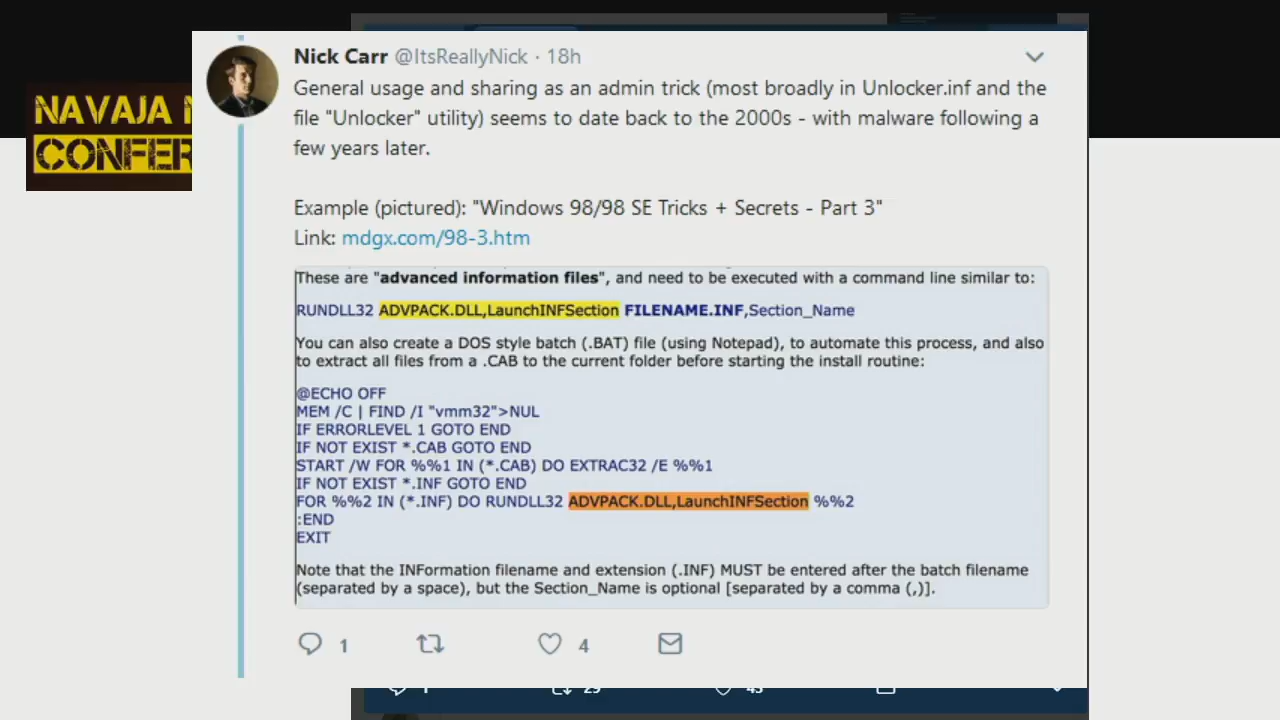 NAVAJA
CONFER
Nick Carr @ItsReallyNick · 18h
General usage and sharing as an admin trick (most broadly in Unlocker.inf and the
file "Unlocker" utility) seems to date back to the 2000s - with malware following a
few years later.
Example (pictured): "Windows 98/98 SE Tricks + Secrets - Part 3"
Link: mdgx.com/98-3.htm
These are "advanced information files", and need to be executed with a command line similar to:
RUNDLL32 ADVPACK.DLL,LaunchINFSection FILENAME.INF,Section_Name
You can also create a DOS style batch (.BAT) file (using Notepad), to automate this process, and also
to extract all files from a .CAB to the current folder before starting the install routine:
@ECHO OFF
MEM /C | FIND /I "vmm32">NUL
IF ERRORLEVEL 1 GOTO END
IF NOT EXIST *.CAB GOTO END
START /W FOR %%1 IN (*.CAB) DO EXTRAC32 /E %%1
IF NOT EXIST *.INF GOTO END
FOR %%2 IN (*.INF) DO RUNDLL32 ADVPACK.DLL,LaunchINFSection %%2
:END
EXIT
Note that the INFormation filename and extension (.INF) MUST be entered after the batch filename
(separated by a space), but the Section_Name is optional [separated by a comma (,)].
1 4